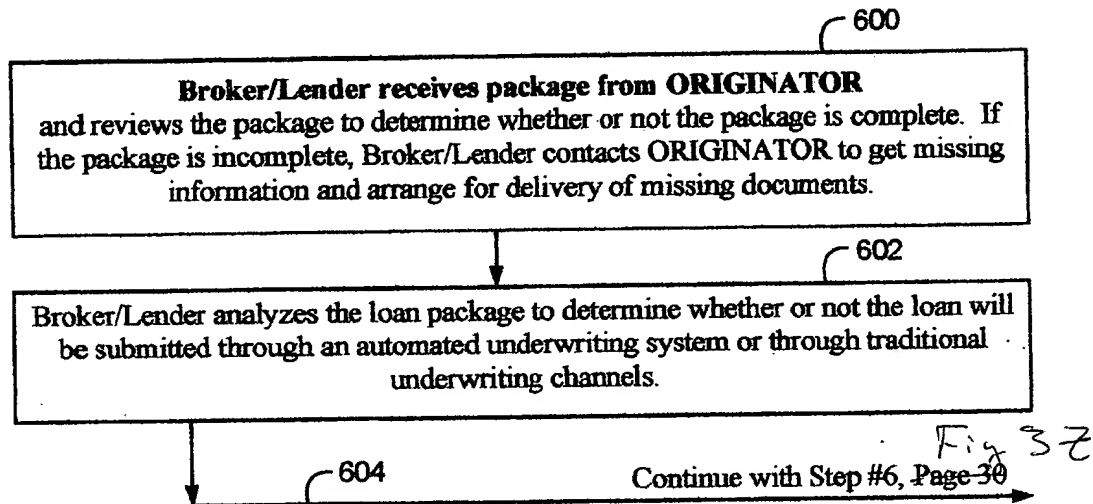 600
Broker/Lender receives package from ORIGINATOR
and reviews the package to determine whether or not the package is complete. If
the package is incomplete, Broker/Lender contacts ORIGINATOR to get missing
information and arrange for delivery of missing documents.
602
Broker/Lender analyzes the loan package to determine whether or not the loan will
be submitted through an automated underwriting system or through traditional
underwriting channels.
Fig 3Z
604
Continue with Step #6, Page 30